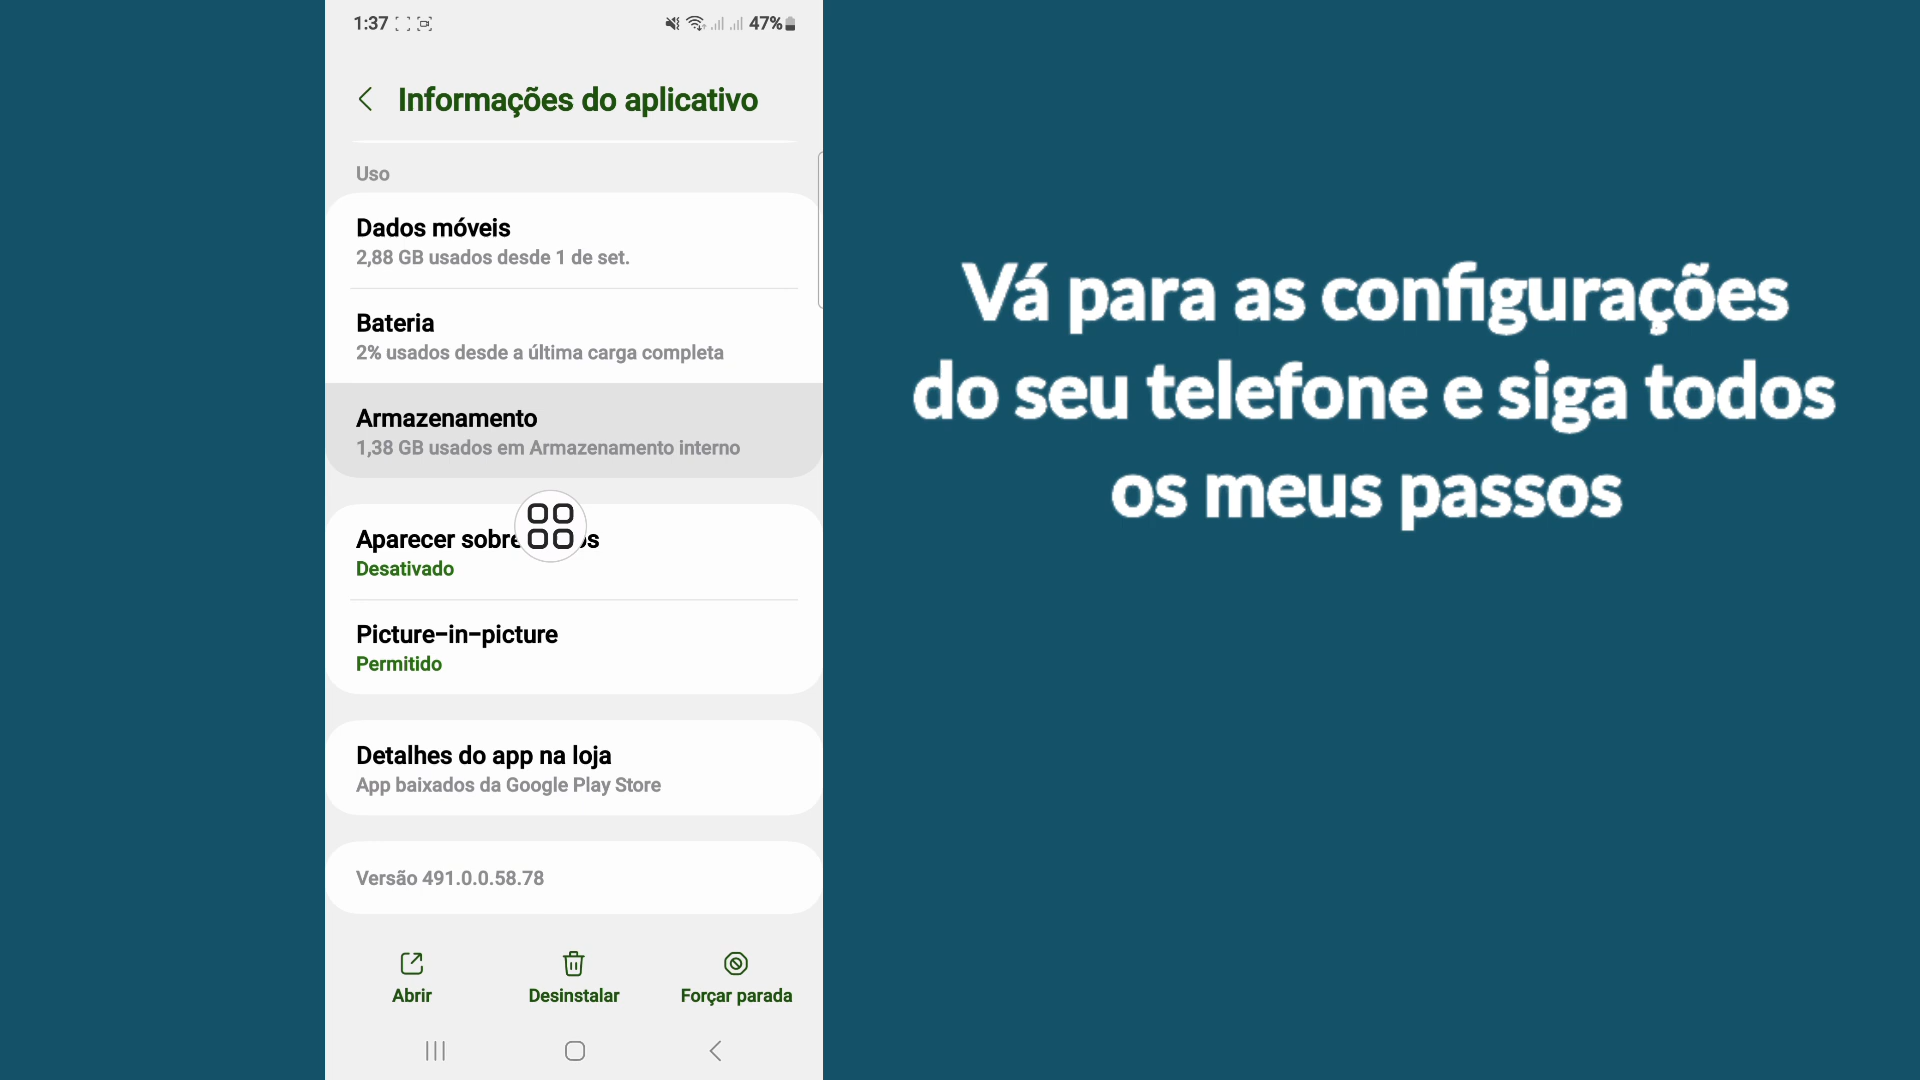 1:37
47%
Informações do aplicativo
Uso
Dados móveis
2,88 GB usados desde 1 de set.
Bateria
2% usados desde a última carga completa
Armazenamento
1,38 GB usados em Armazenamento interno
Aparecer sobre
Desativado
Picture-in-picture
Permitido
Detalhes do app na loja
App baixados da Google Play Store
Versão 491.0.0.58.78
Abrir
Desinstalar
Forçar parada
Vá para as configurações
do seu telefone e siga todos
os meus passos